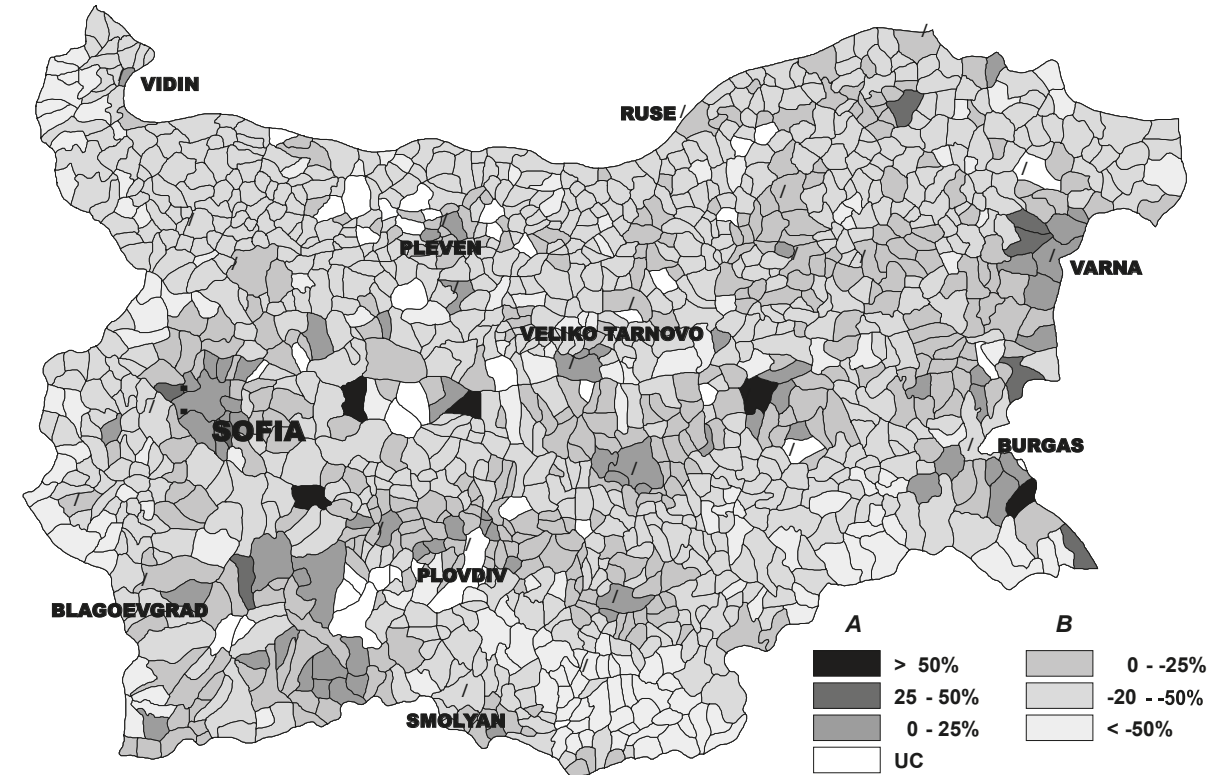 VIDIN
RUSE
PLEVEN
VARNA
VELIKO TARNOVO
SOFIA
BURGAS
PLOVDIV
BLAGOEVGRAD
SMOLYAN
A B
> 50% 0 - -25%
25 - 50% -20 - -50%
0 - 25% < -50%
UC